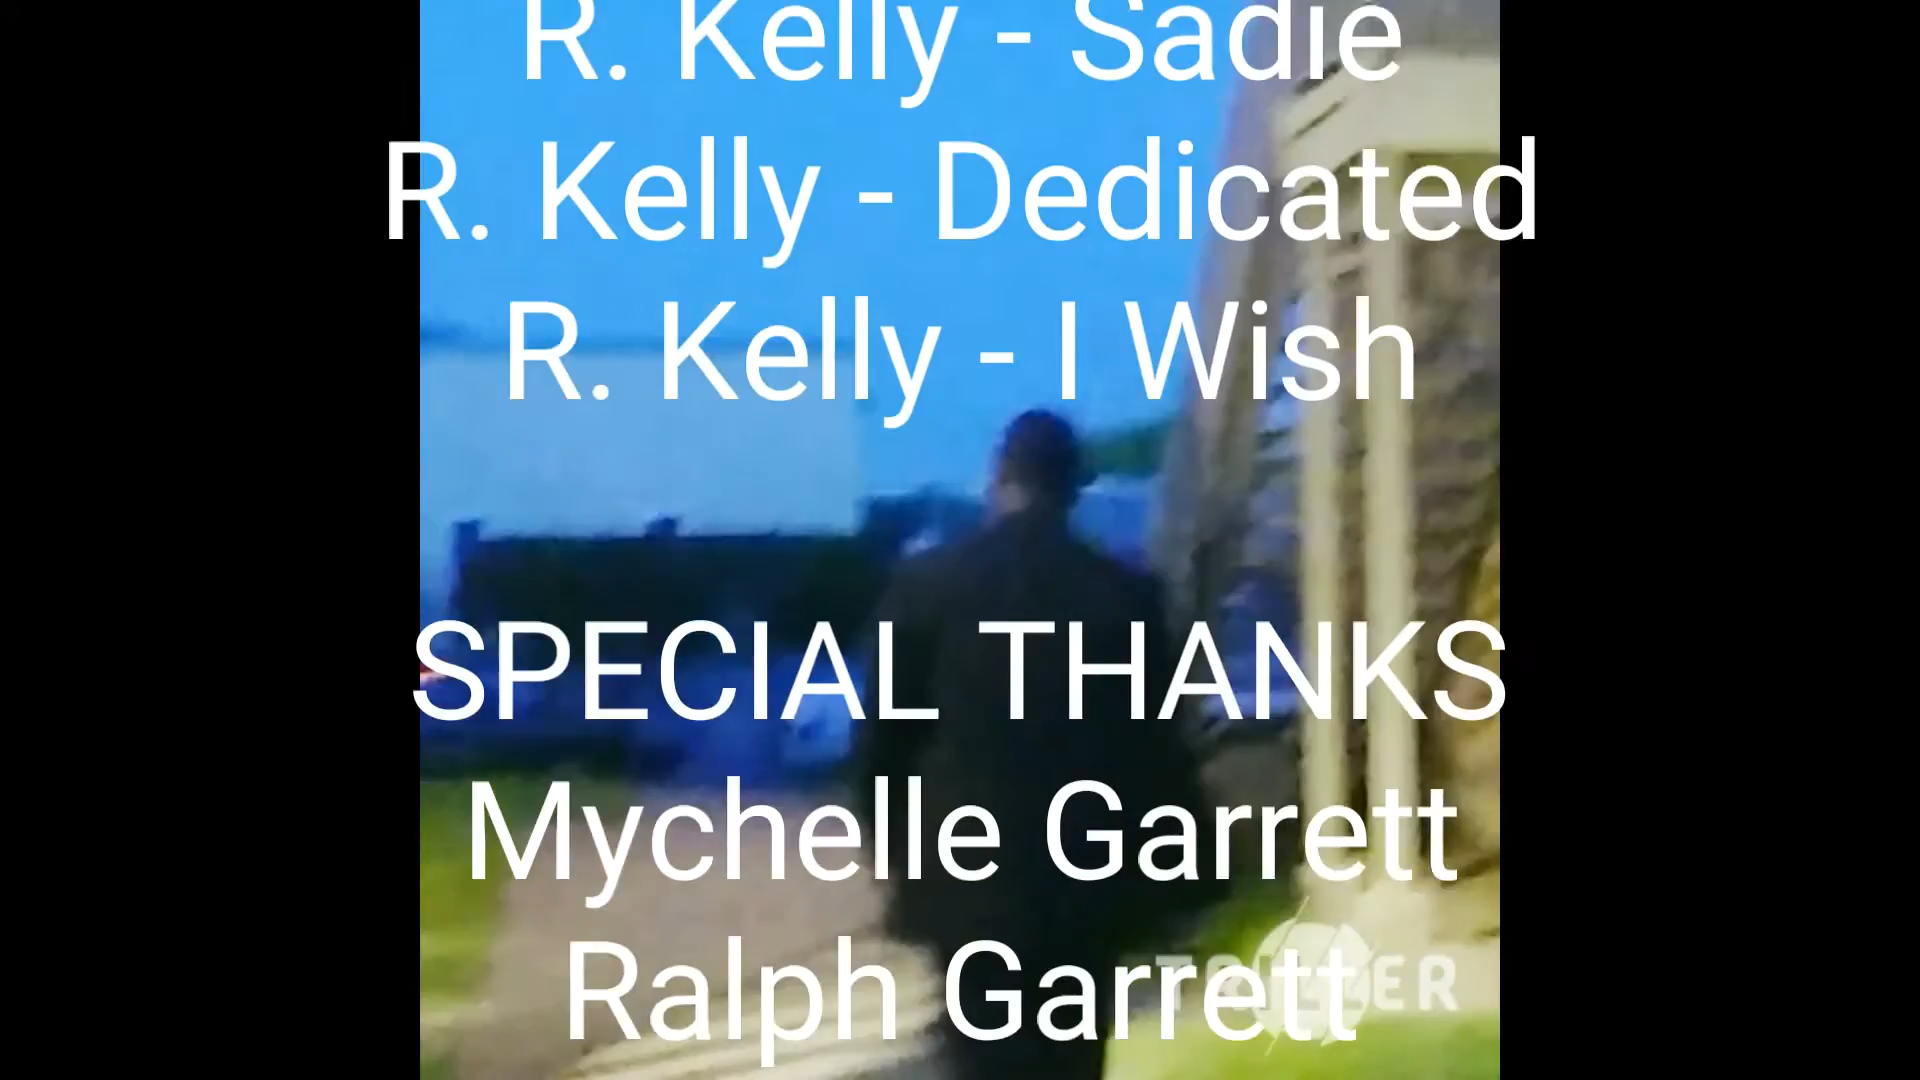 R. Kelly - Sadie
R. Kelly - Dedicated
R. Kelly - I Wish
SPECIAL THANKS
Mychelle Garrett
Ralph Garrett